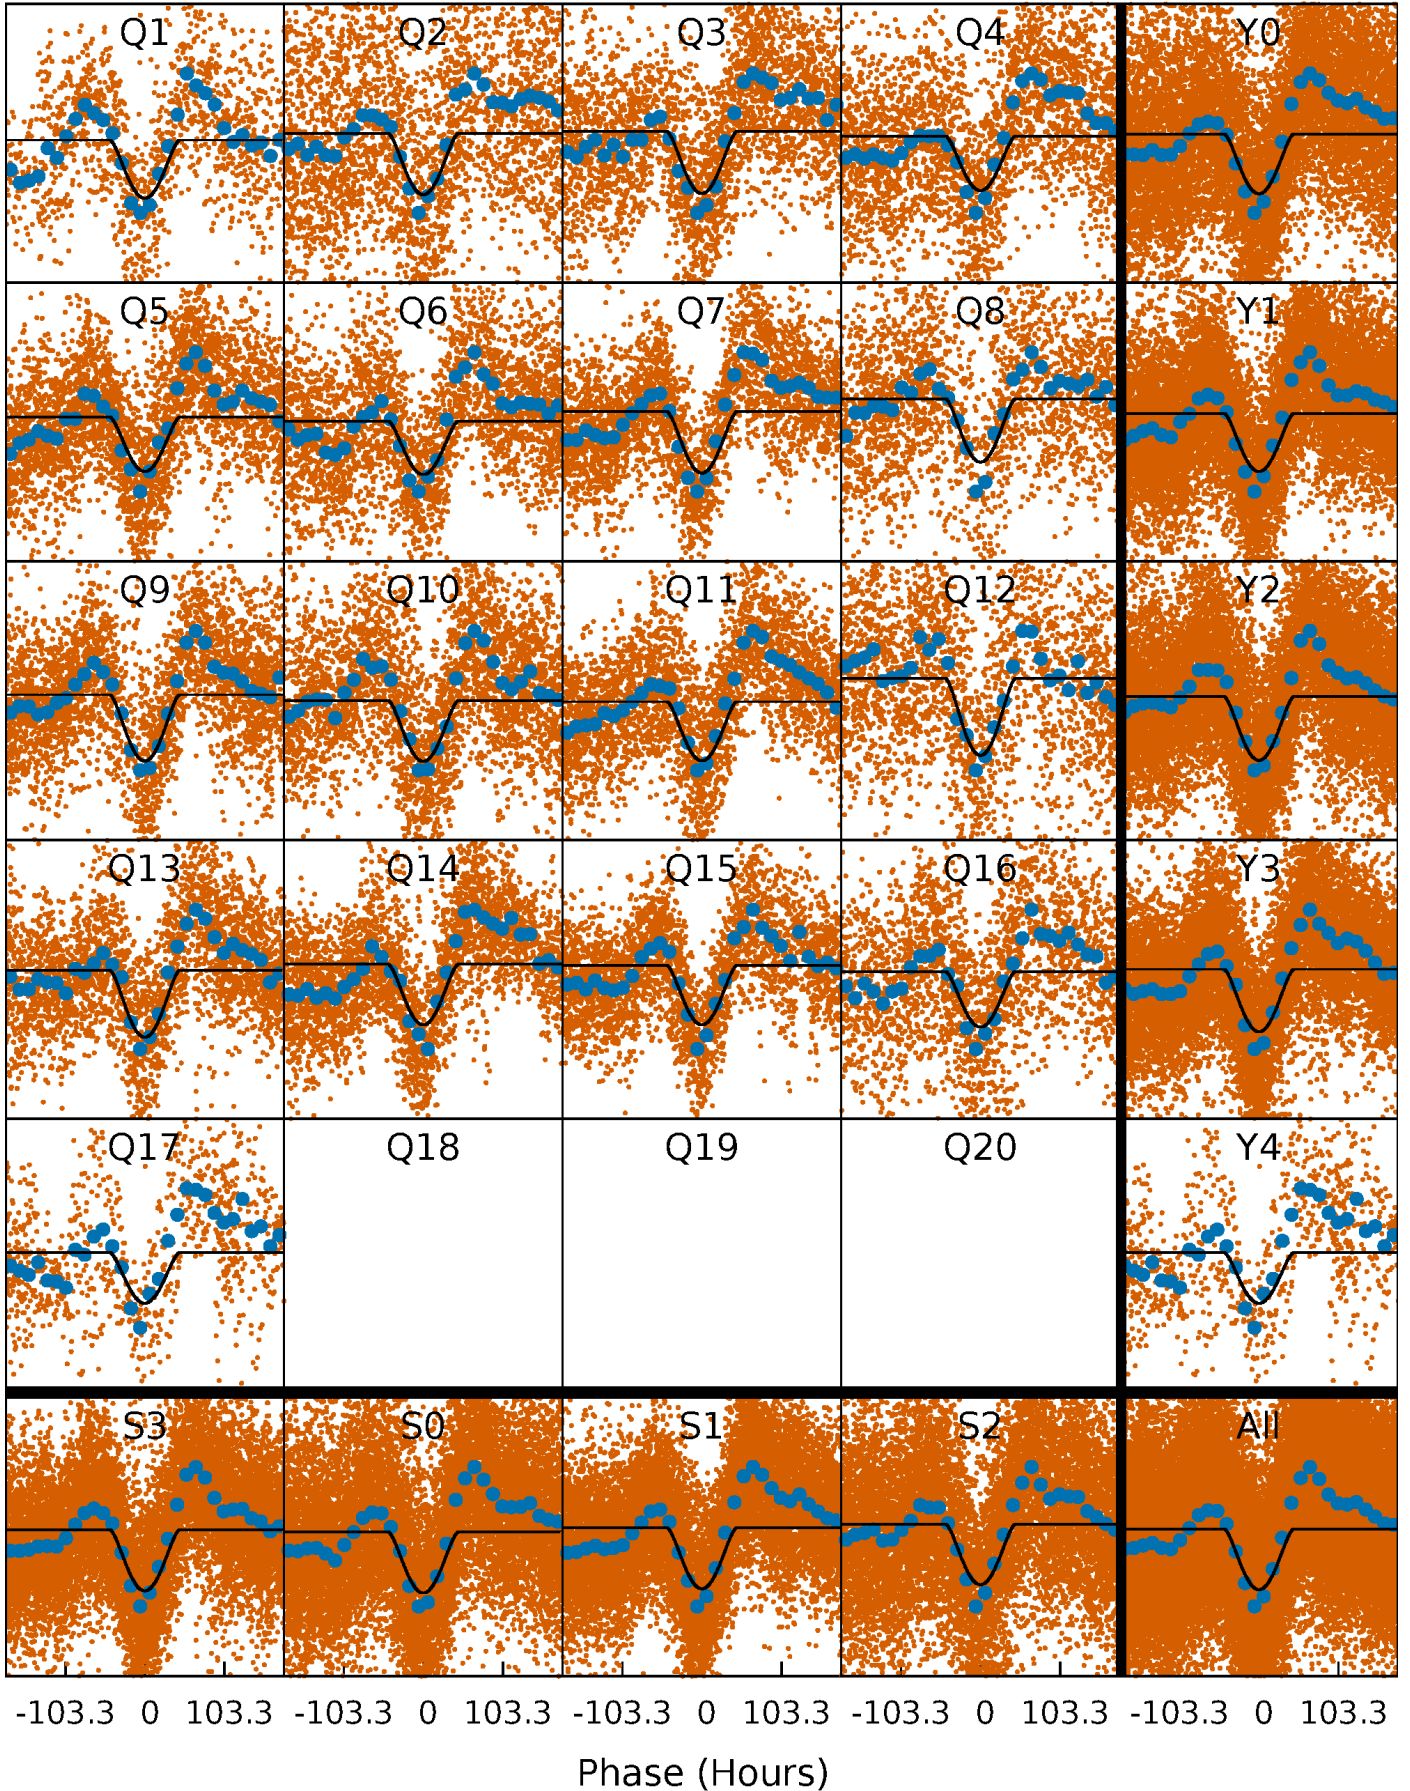 Q1 Q2 Q3 Q4 Y0
Q5 Q6 Q7 Q8 Y1
Q9 Q10 Q11 Q12 Y2
Q13 Q14 Q15 Q16 Y3
Q17 Q18 Q19 Q20 Y4
S3 S0 S1 S2 All
-103.3 0 103.3 -103.3 0 103.3 -103.3 0 103.3 -103.3 0 103.3 -103.3 0 103.3
Phase (Hours)